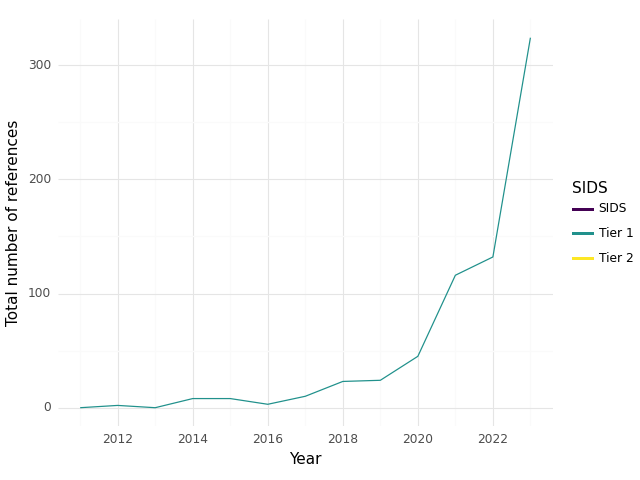 Total number of references
300
200
100
0
2012 2014 2016 2018 2020 2022
Year
SIDS
SIDS
Tier 1
Tier 2